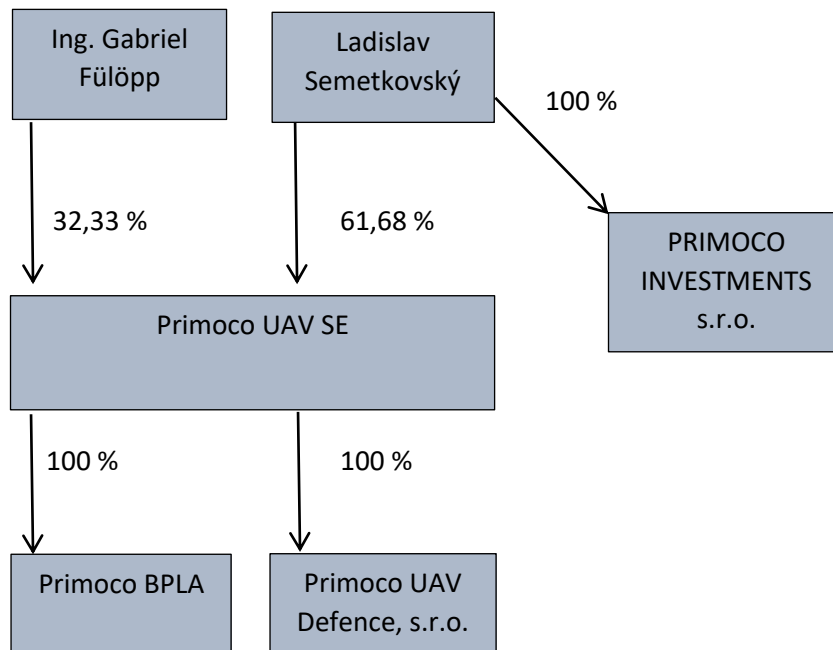 Ing. Gabriel
Fülöpp
Ladislav
Semetkovský
100 %
32,33 %
61,68 %
PRIMOCO
INVESTMENTS
s.r.o.
Primoco UAV SE
100 %
100 %
Primoco BPLA
Primoco UAV
Defence, s.r.o.